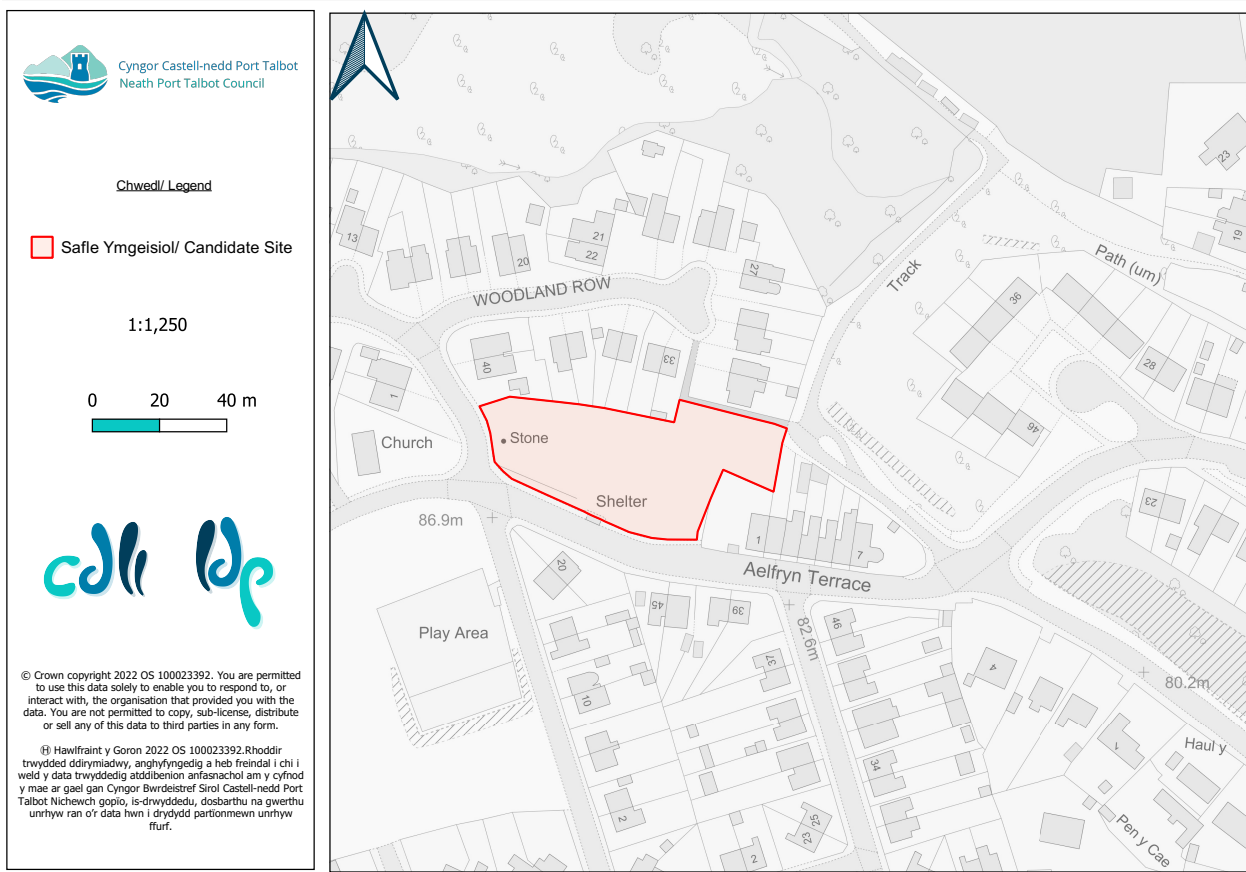 Cyngor Castell-nedd Port Talbot
Neath Port Talbot Council
Chwedl/ Legend
Safle Ymgeisiol/ Candidate Site
1:1,250
0 20 40 m
cdll ldp
© Crown copyright 2022 OS 100023392. You are permitted
to use this data solely to enable you to respond to, or
interact with, the organisation that provided you with the
data. You are not permitted to copy, sub-license, distribute
or sell any of this data to third parties in any form.
Ⓗ Hawlfraint y Goron 2022 OS 100023392.Rhoddir
trwydded ddirymiadwy, anghyfyngedig a heb freindal i chi i
weld y data trwyddedig atddibenion anfasnachol am y cyfnod
y mae ar gael gan Cyngor Bwrdeistref Sirol Castell-nedd Port
Talbot Nichewch gopïo, is-drwyddedu, dosbarthu na gwerthu
unrhyw ran o'r data hwn i drydydd partionmewn unrhyw
ffurf.
23
13
21
22
20
19
Path (um)
27
Track
WOODLAND ROW
36
40
33
28
1
46
Church
Stone
Shelter
23
86.9m
1
7
Aelfryn Terrace
20
45
39
46
82.6m
Play Area
37
4
80.2m
10
1
Haul y
34
2
25
23
2
Pen y Cae